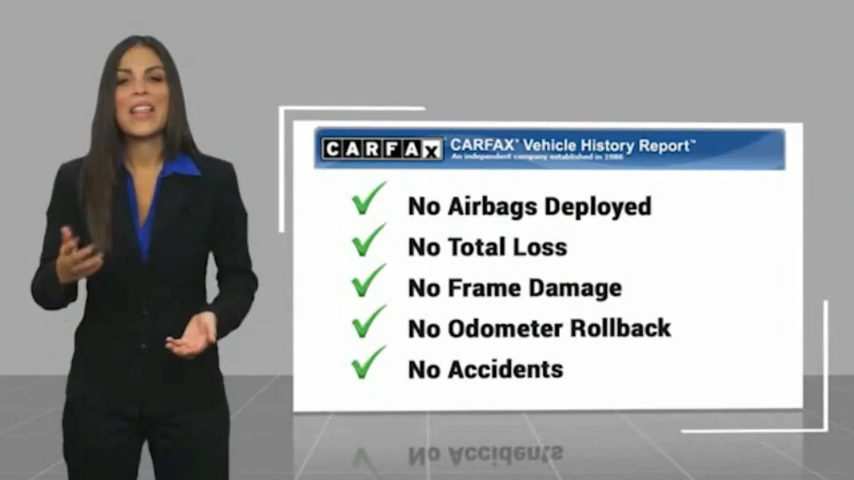 CARFAX CARFAX® Vehicle History Report™
An independent company established in 1986
No Airbags Deployed
No Total Loss
No Frame Damage
No Odometer Rollback
No Accidents
No Accidents